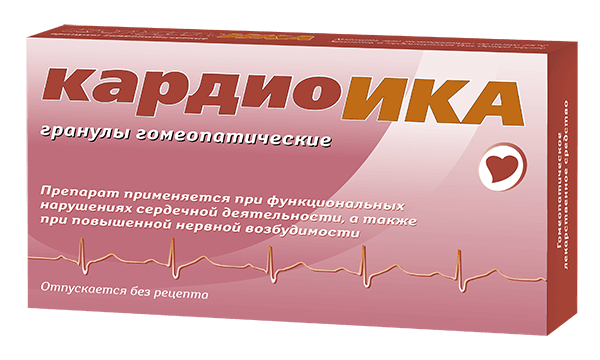 кардиоИКА
гранулы гомеопатические
Препарат применяется при функциональных
нарушениях сердечной деятельности, а также
при повышенной нервной возбудимости
Отпускается без рецепта
Гомеопатическое
лекарственное средство